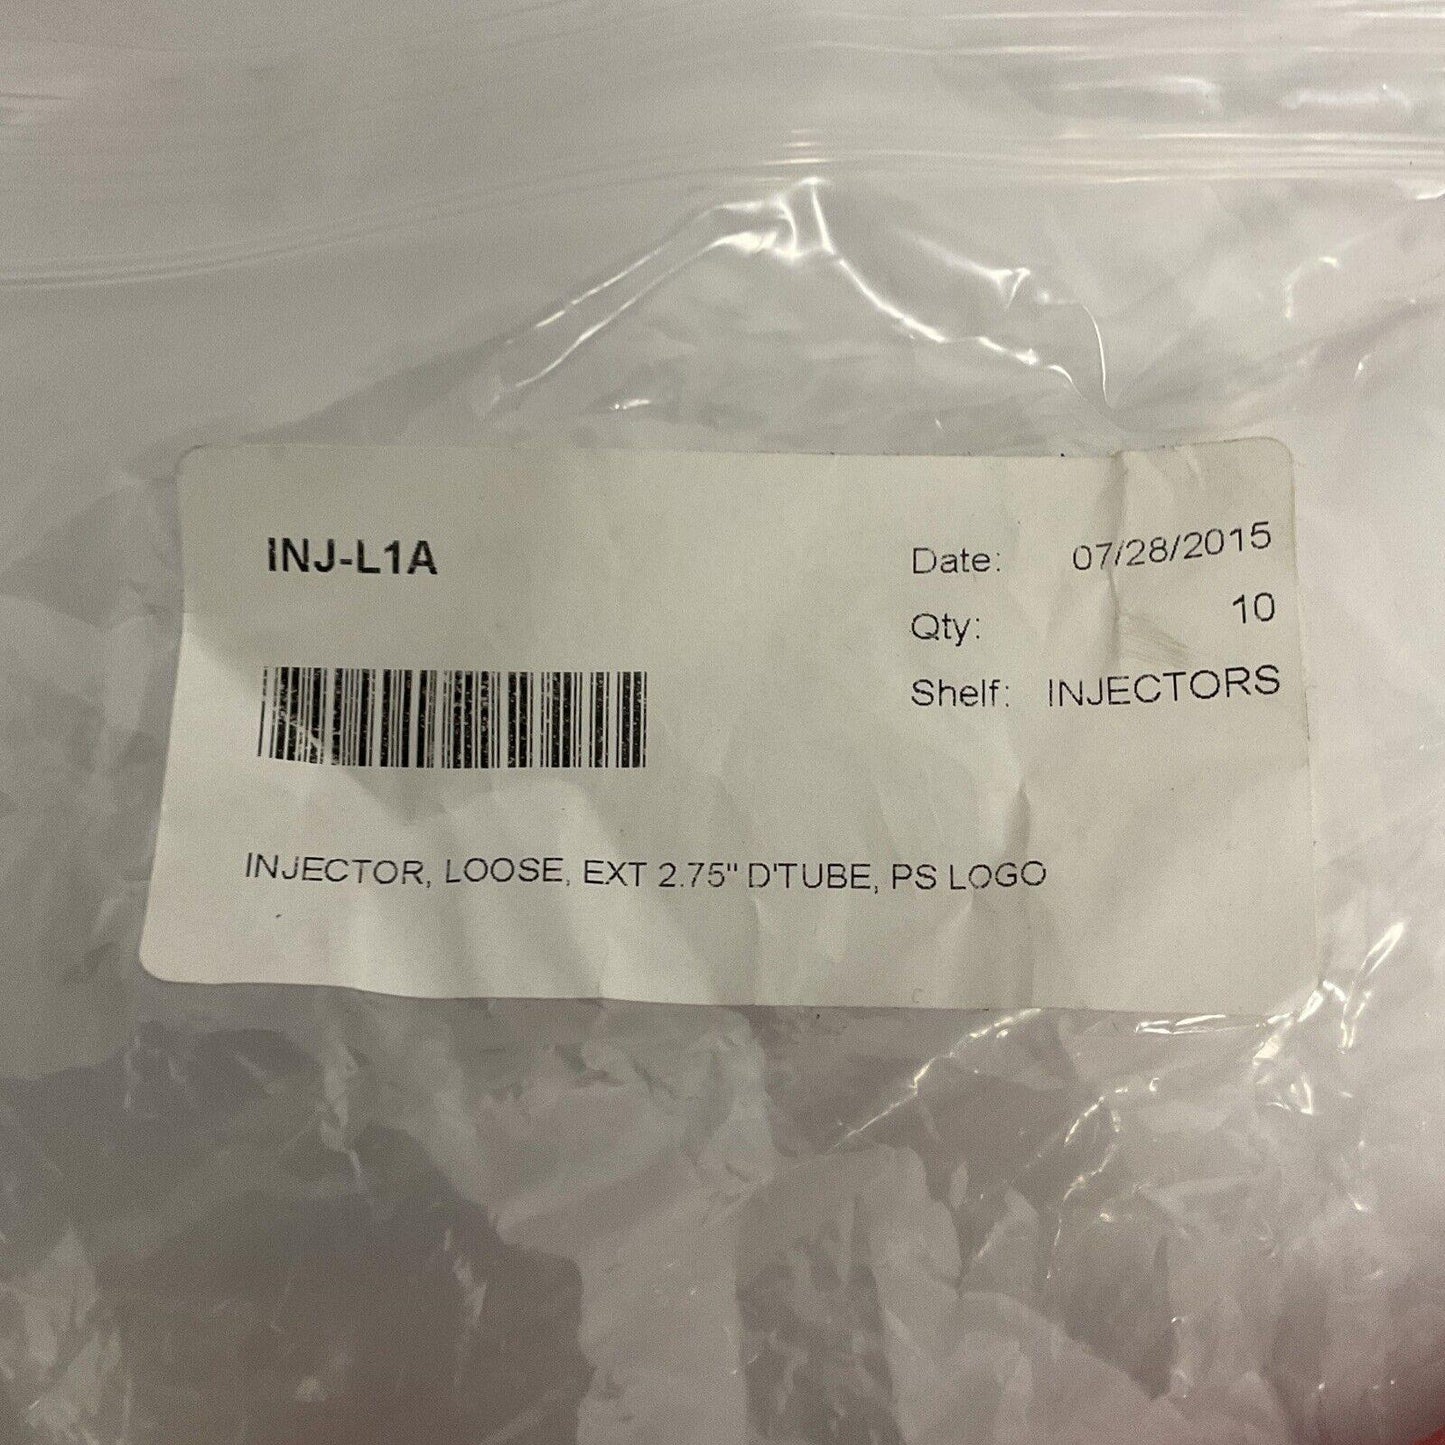 INJ-L1A
Date: 07/28/2015
Qty: 10
Shelf: INJECTORS
INJECTOR, LOOSE, EXT 2.75" D'TUBE, PS LOGO